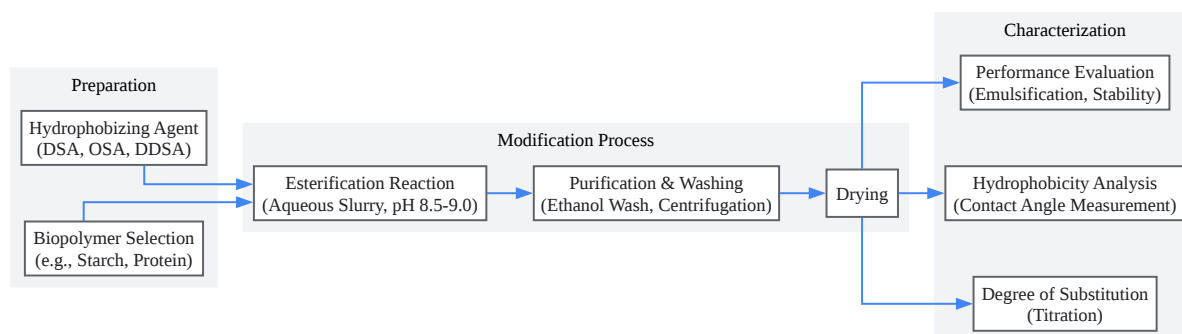 Preparation
Hydrophobizing Agent
(DSA, OSA, DDSA)
Biopolymer Selection
(e.g., Starch, Protein)
Modification Process
Esterification Reaction
(Aqueous Slurry, pH 8.5-9.0)
Purification & Washing
(Ethanol Wash, Centrifugation)
Drying
Characterization
Performance Evaluation
(Emulsification, Stability)
Hydrophobicity Analysis
(Contact Angle Measurement)
Degree of Substitution
(Titration)